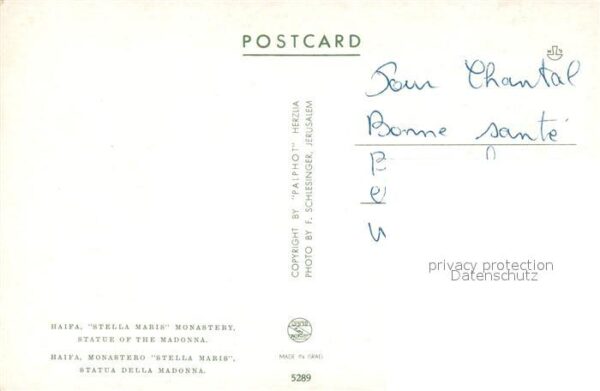 POSTCARD
Pour Chantal
Bonne santé
P
e
u
COPYRIGHT BY "PALPHOT" HERZLIA
PHOTO BY F. SCHLESINGER, JERUSALEM
privacy protection
Datenschutz
HAIFA, "STELLA MARIS" MONASTERY,
STATUE OF THE MADONNA.
HAIFA, MONASTERO "STELLA MARIS",
STATUA DELLA MADONNA.
MADE IN ISRAEL
5289